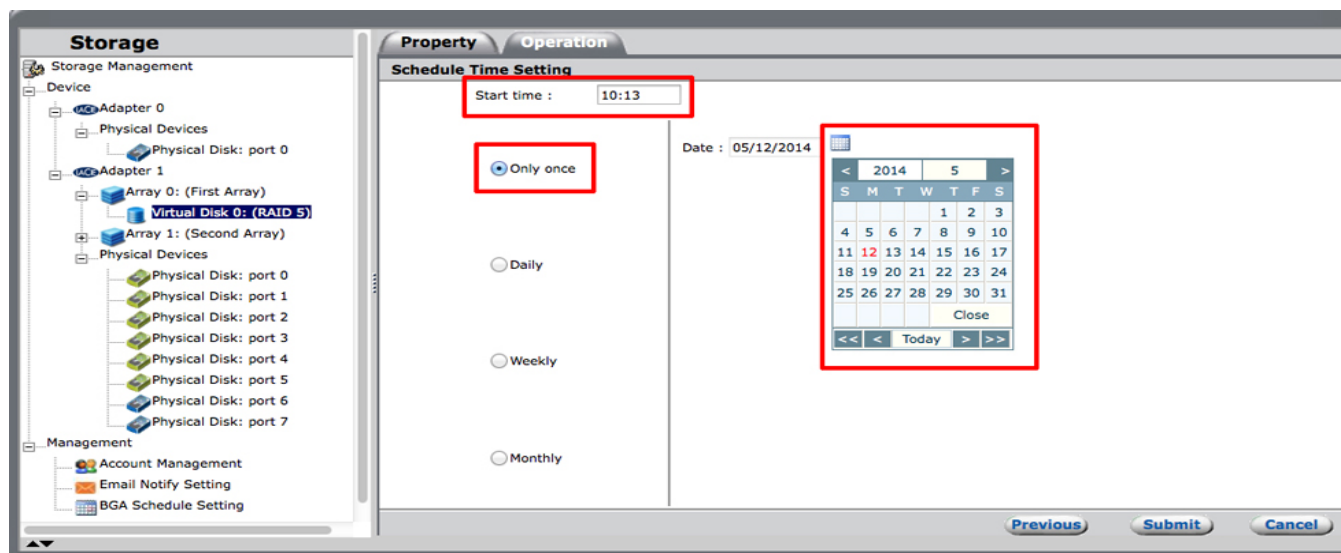 Storage
Storage Management
Device
Adapter 0
Physical Devices
Physical Disk: port 0
Adapter 1
Array 0: (First Array)
Virtual Disk 0: (RAID 5)
Array 1: (Second Array)
Physical Devices
Physical Disk: port 0
Physical Disk: port 1
Physical Disk: port 2
Physical Disk: port 3
Physical Disk: port 4
Physical Disk: port 5
Physical Disk: port 6
Physical Disk: port 7
Management
Account Management
Email Notify Setting
BGA Schedule Setting
Property Operation
Schedule Time Setting
Start time : 10:13
Only once
Daily
Weekly
Monthly
Date : 05/12/2014
< 2014 5 >
S M T W T F S
1 2 3
4 5 6 7 8 9 10
11 12 13 14 15 16 17
18 19 20 21 22 23 24
25 26 27 28 29 30 31
Close
<< < Today > >>
Previous Submit Cancel